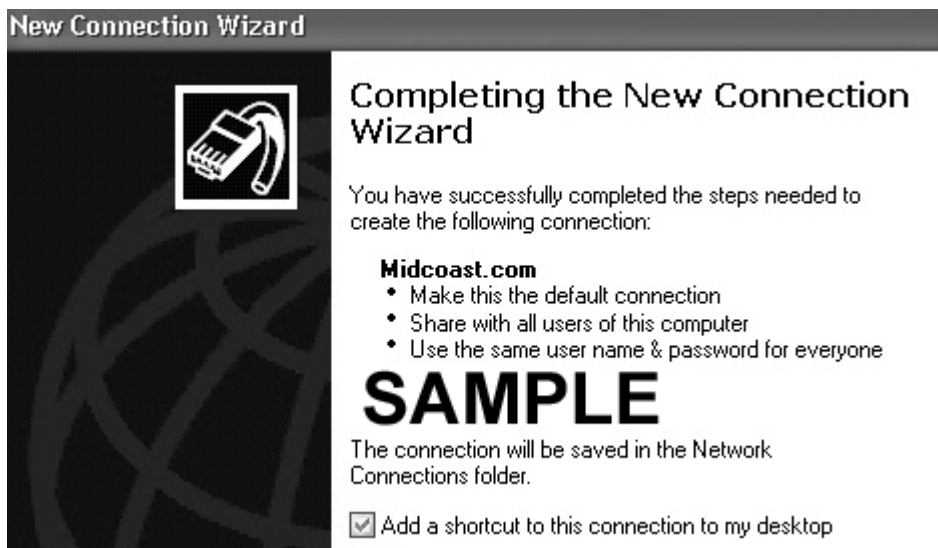 New Connection Wizard
Completing the New Connection
Wizard
You have successfully completed the steps needed to
create the following connection:
Midcoast.com
• Make this the default connection
• Share with all users of this computer
• Use the same user name & password for everyone
SAMPLE
The connection will be saved in the Network
Connections folder.
Add a shortcut to this connection to my desktop